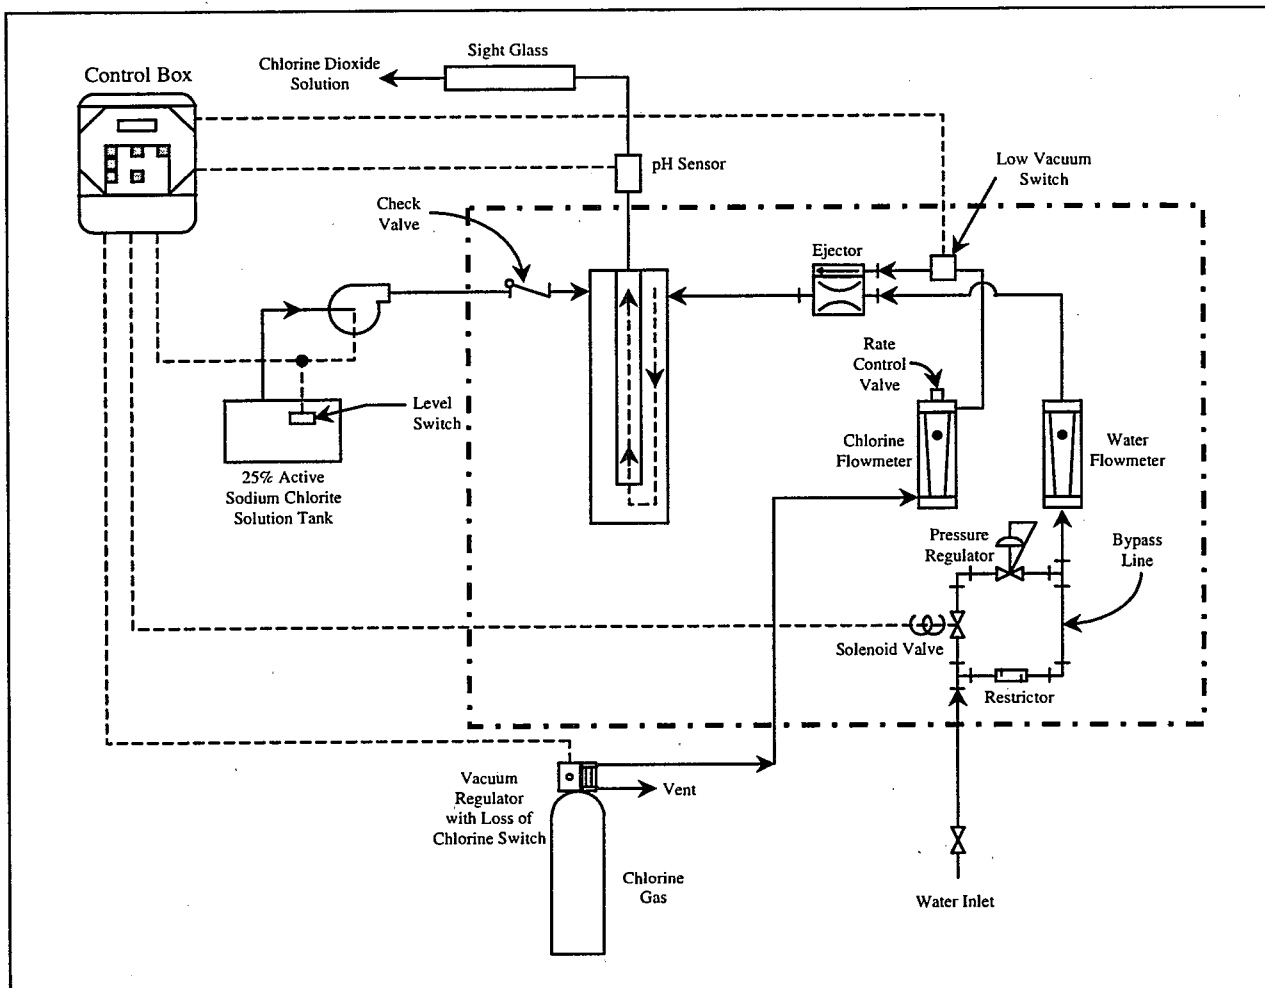 Sight Glass
Chlorine Dioxide
Solution
Control Box
pH Sensor
Low Vacuum
Switch
Check
Valve
Ejector
Rate
Control
Valve
Level
Switch
Chlorine
Flowmeter
Water
Flowmeter
25% Active
Sodium Chlorite
Solution Tank
Pressure
Regulator
Bypass
Line
Solenoid Valve
Restrictor
Vacuum
Regulator
with Loss of
Chlorine Switch
Vent
Chlorine
Gas
Water Inlet